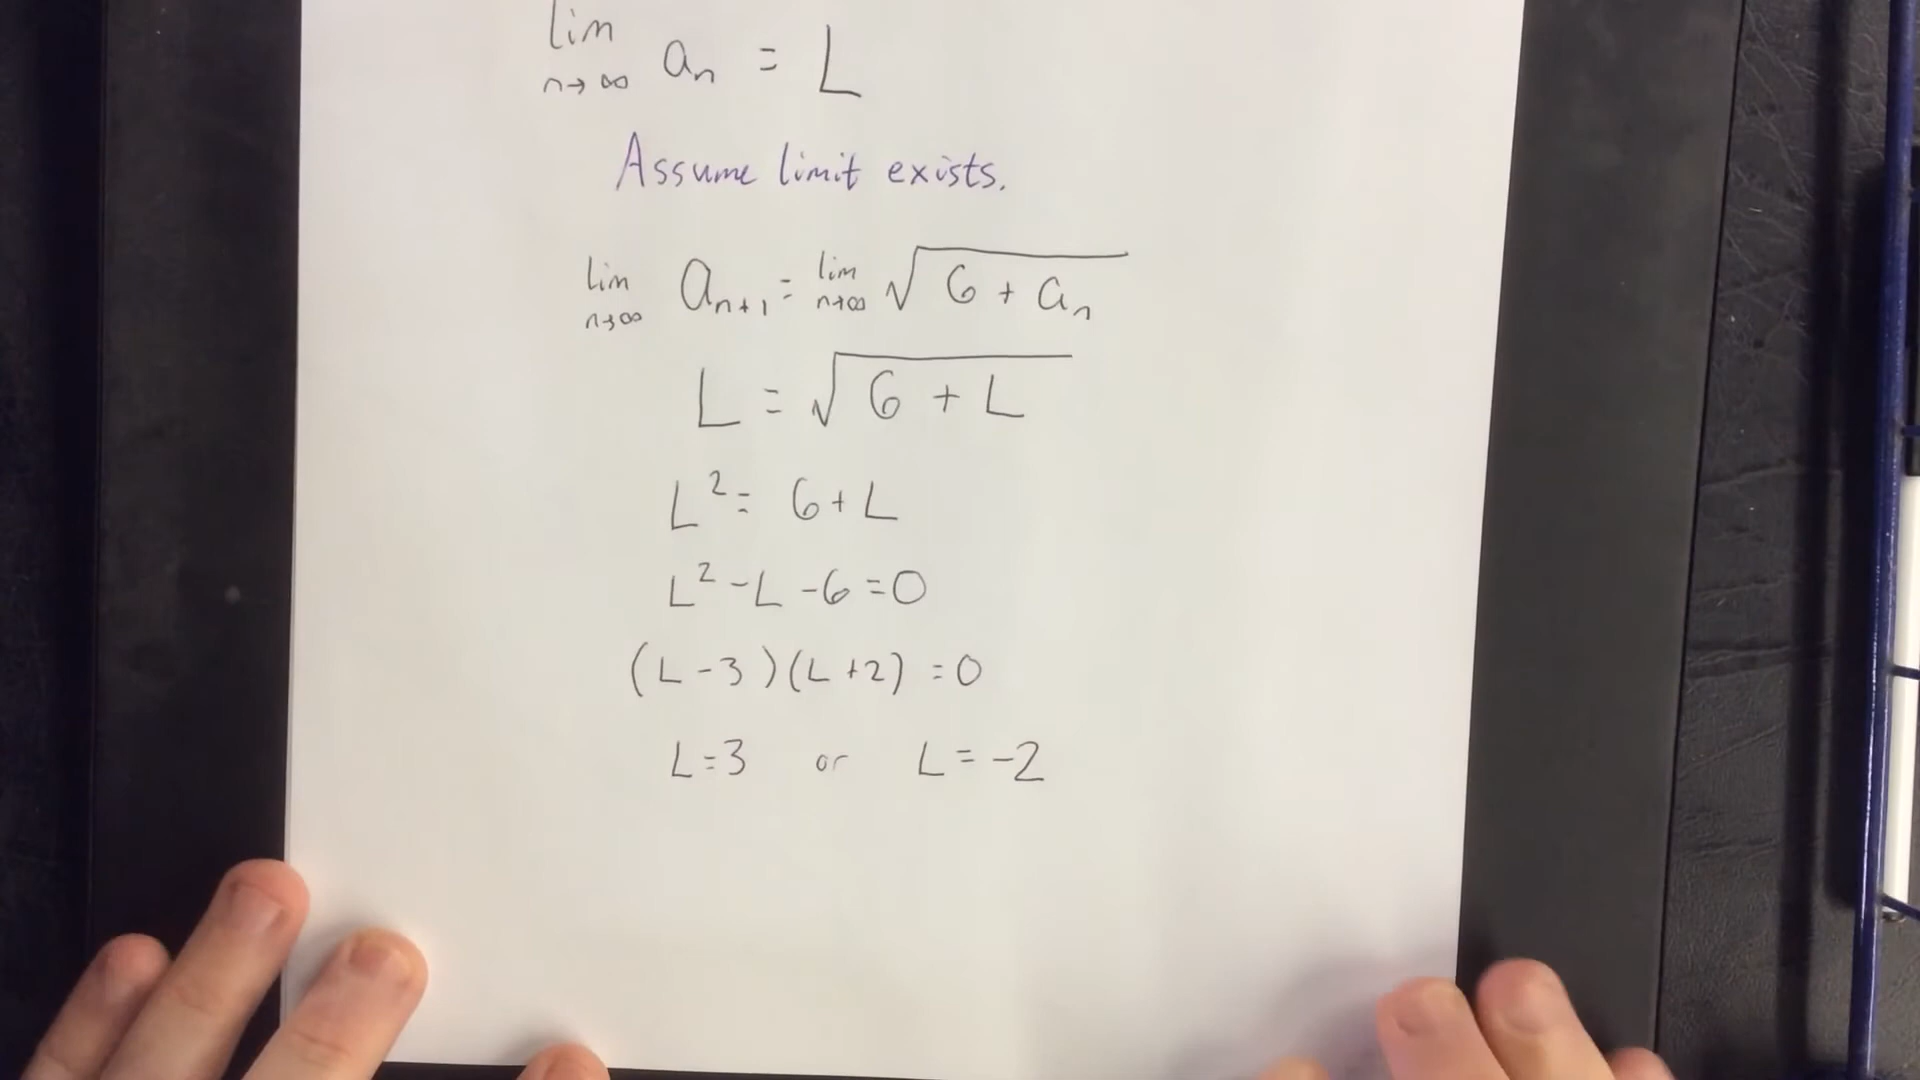 lim n→∞ aₙ = L
Assume limit exists.
lim n→∞ aₙ₊₁ = lim n→∞ √(6 + aₙ)
L = √(6 + L)
L² = 6 + L
L² - L - 6 = 0
(L - 3)(L + 2) = 0
L = 3 or L = -2